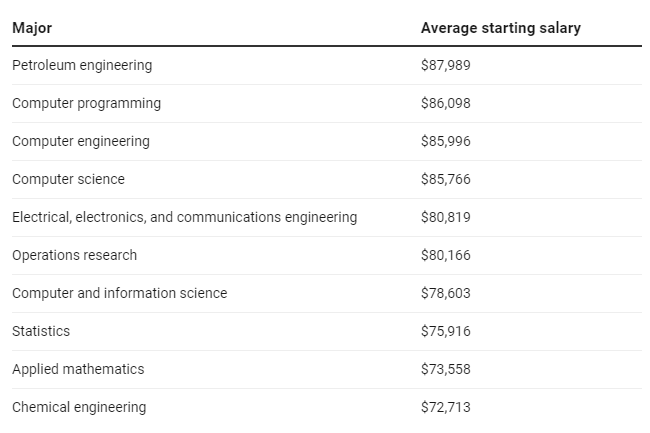 Major Average starting salary
Petroleum engineering $87,989
Computer programming $86,098
Computer engineering $85,996
Computer science $85,766
Electrical, electronics, and communications engineering $80,819
Operations research $80,166
Computer and information science $78,603
Statistics $75,916
Applied mathematics $73,558
Chemical engineering $72,713